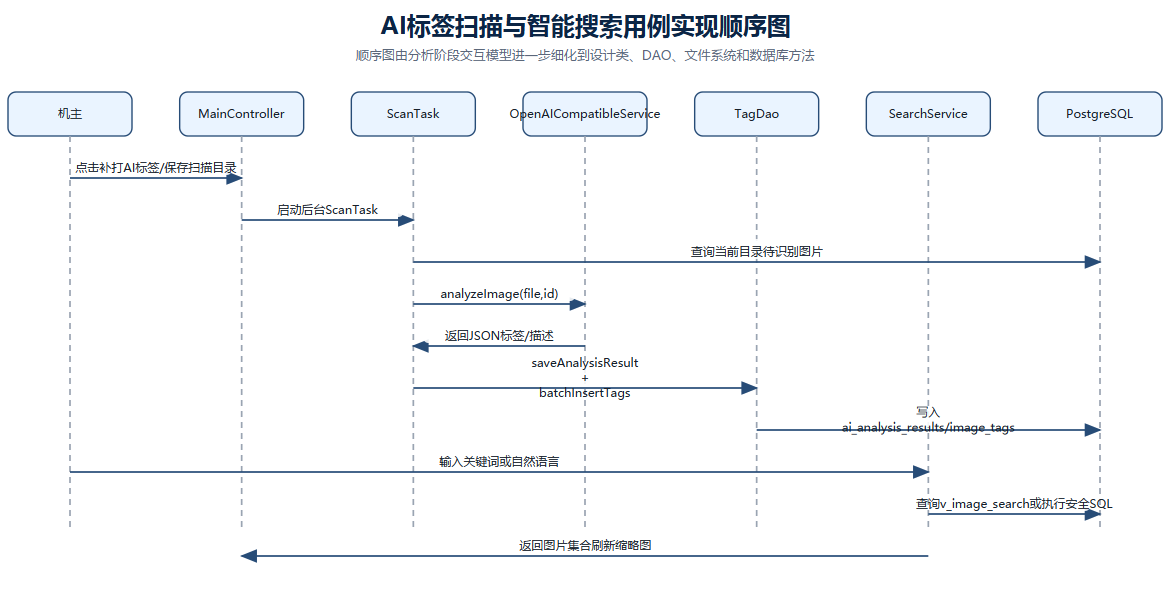 AI标签扫描与智能搜索用例实现顺序图
顺序图由分析阶段交互模型进一步细化到设计类、DAO、文件系统和数据库方法
机主
MainController
ScanTask
OpenAICompatibleService
TagDao
SearchService
PostgreSQL
点击补打AI标签/保存扫描目录
启动后台ScanTask
查询当前目录待识别图片
analyzeImage(file,id)
返回JSON标签/描述
saveAnalysisResult
+
batchInsertTags
写入
ai_analysis_results/image_tags
输入关键词或自然语言
查询v_image_search或执行安全SQL
返回图片集合刷新缩略图